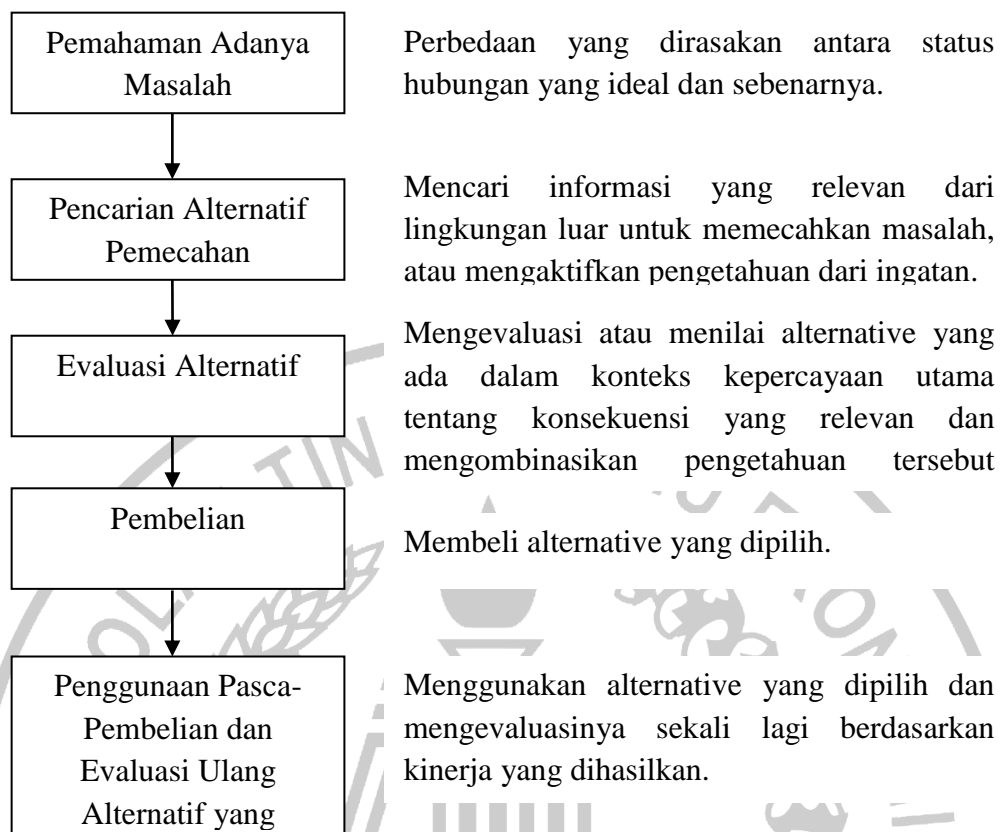 Pemahaman Adanya
Masalah
Perbedaan yang dirasakan antara status
hubungan yang ideal dan sebenarnya.
Pencarian Alternatif
Pemecahan
Mencari informasi yang relevan dari
lingkungan luar untuk memecahkan masalah,
atau mengaktifkan pengetahuan dari ingatan.
Evaluasi Alternatif
Mengevaluasi atau menilai alternative yang
ada dalam konteks kepercayaan utama
tentang konsekuensi yang relevan dan
mengombinasikan pengetahuan tersebut
Pembelian
Membeli alternative yang dipilih.
Penggunaan Pasca-
Pembelian dan
Evaluasi Ulang
Alternatif yang
Menggunakan alternative yang dipilih dan
mengevaluasinya sekali lagi berdasarkan
kinerja yang dihasilkan.